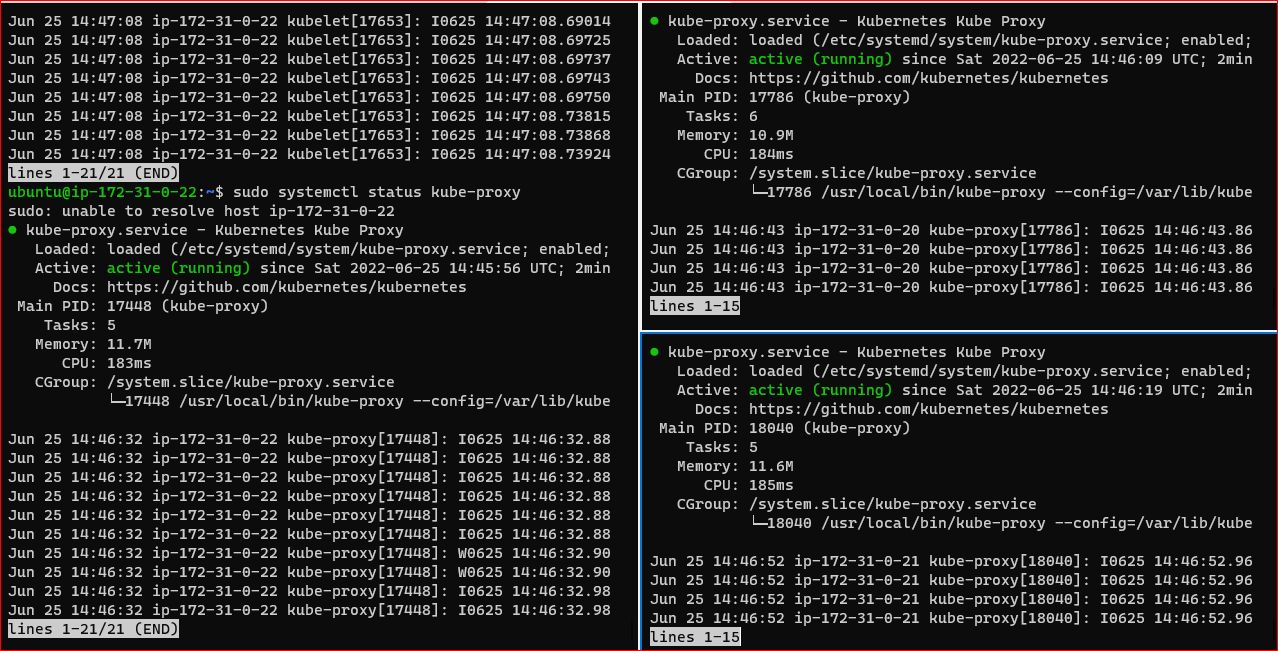 Jun 25 14:47:08 ip-172-31-0-22 kubelet[17653]: I0625 14:47:08.69014
Jun 25 14:47:08 ip-172-31-0-22 kubelet[17653]: I0625 14:47:08.69725
Jun 25 14:47:08 ip-172-31-0-22 kubelet[17653]: I0625 14:47:08.69737
Jun 25 14:47:08 ip-172-31-0-22 kubelet[17653]: I0625 14:47:08.69743
Jun 25 14:47:08 ip-172-31-0-22 kubelet[17653]: I0625 14:47:08.69750
Jun 25 14:47:08 ip-172-31-0-22 kubelet[17653]: I0625 14:47:08.73815
Jun 25 14:47:08 ip-172-31-0-22 kubelet[17653]: I0625 14:47:08.73868
Jun 25 14:47:08 ip-172-31-0-22 kubelet[17653]: I0625 14:47:08.73924
lines 1-21/21 (END)
ubuntu@ip-172-31-0-22:~$ sudo systemctl status kube-proxy
sudo: unable to resolve host ip-172-31-0-22
● kube-proxy.service - Kubernetes Kube Proxy
Loaded: loaded (/etc/systemd/system/kube-proxy.service; enabled;
Active: active (running) since Sat 2022-06-25 14:45:56 UTC; 2min
Docs: https://github.com/kubernetes/kubernetes
Main PID: 17448 (kube-proxy)
Tasks: 5
Memory: 11.7M
CPU: 183ms
CGroup: /system.slice/kube-proxy.service
└─17448 /usr/local/bin/kube-proxy --config=/var/lib/kube
Jun 25 14:46:32 ip-172-31-0-22 kube-proxy[17448]: I0625 14:46:32.88
Jun 25 14:46:32 ip-172-31-0-22 kube-proxy[17448]: I0625 14:46:32.88
Jun 25 14:46:32 ip-172-31-0-22 kube-proxy[17448]: I0625 14:46:32.88
Jun 25 14:46:32 ip-172-31-0-22 kube-proxy[17448]: I0625 14:46:32.88
Jun 25 14:46:32 ip-172-31-0-22 kube-proxy[17448]: I0625 14:46:32.88
Jun 25 14:46:32 ip-172-31-0-22 kube-proxy[17448]: I0625 14:46:32.88
Jun 25 14:46:32 ip-172-31-0-22 kube-proxy[17448]: W0625 14:46:32.90
Jun 25 14:46:32 ip-172-31-0-22 kube-proxy[17448]: W0625 14:46:32.90
Jun 25 14:46:32 ip-172-31-0-22 kube-proxy[17448]: I0625 14:46:32.98
Jun 25 14:46:32 ip-172-31-0-22 kube-proxy[17448]: I0625 14:46:32.98
lines 1-21/21 (END)
● kube-proxy.service - Kubernetes Kube Proxy
Loaded: loaded (/etc/systemd/system/kube-proxy.service; enabled;
Active: active (running) since Sat 2022-06-25 14:46:09 UTC; 2min
Docs: https://github.com/kubernetes/kubernetes
Main PID: 17786 (kube-proxy)
Tasks: 6
Memory: 10.9M
CPU: 184ms
CGroup: /system.slice/kube-proxy.service
└─17786 /usr/local/bin/kube-proxy --config=/var/lib/kube
Jun 25 14:46:43 ip-172-31-0-20 kube-proxy[17786]: I0625 14:46:43.86
Jun 25 14:46:43 ip-172-31-0-20 kube-proxy[17786]: I0625 14:46:43.86
Jun 25 14:46:43 ip-172-31-0-20 kube-proxy[17786]: I0625 14:46:43.86
Jun 25 14:46:43 ip-172-31-0-20 kube-proxy[17786]: I0625 14:46:43.86
lines 1-15
● kube-proxy.service - Kubernetes Kube Proxy
Loaded: loaded (/etc/systemd/system/kube-proxy.service; enabled;
Active: active (running) since Sat 2022-06-25 14:46:19 UTC; 2min
Docs: https://github.com/kubernetes/kubernetes
Main PID: 18040 (kube-proxy)
Tasks: 5
Memory: 11.6M
CPU: 185ms
CGroup: /system.slice/kube-proxy.service
└─18040 /usr/local/bin/kube-proxy --config=/var/lib/kube
Jun 25 14:46:52 ip-172-31-0-21 kube-proxy[18040]: I0625 14:46:52.96
Jun 25 14:46:52 ip-172-31-0-21 kube-proxy[18040]: I0625 14:46:52.96
Jun 25 14:46:52 ip-172-31-0-21 kube-proxy[18040]: I0625 14:46:52.96
Jun 25 14:46:52 ip-172-31-0-21 kube-proxy[18040]: I0625 14:46:52.96
lines 1-15